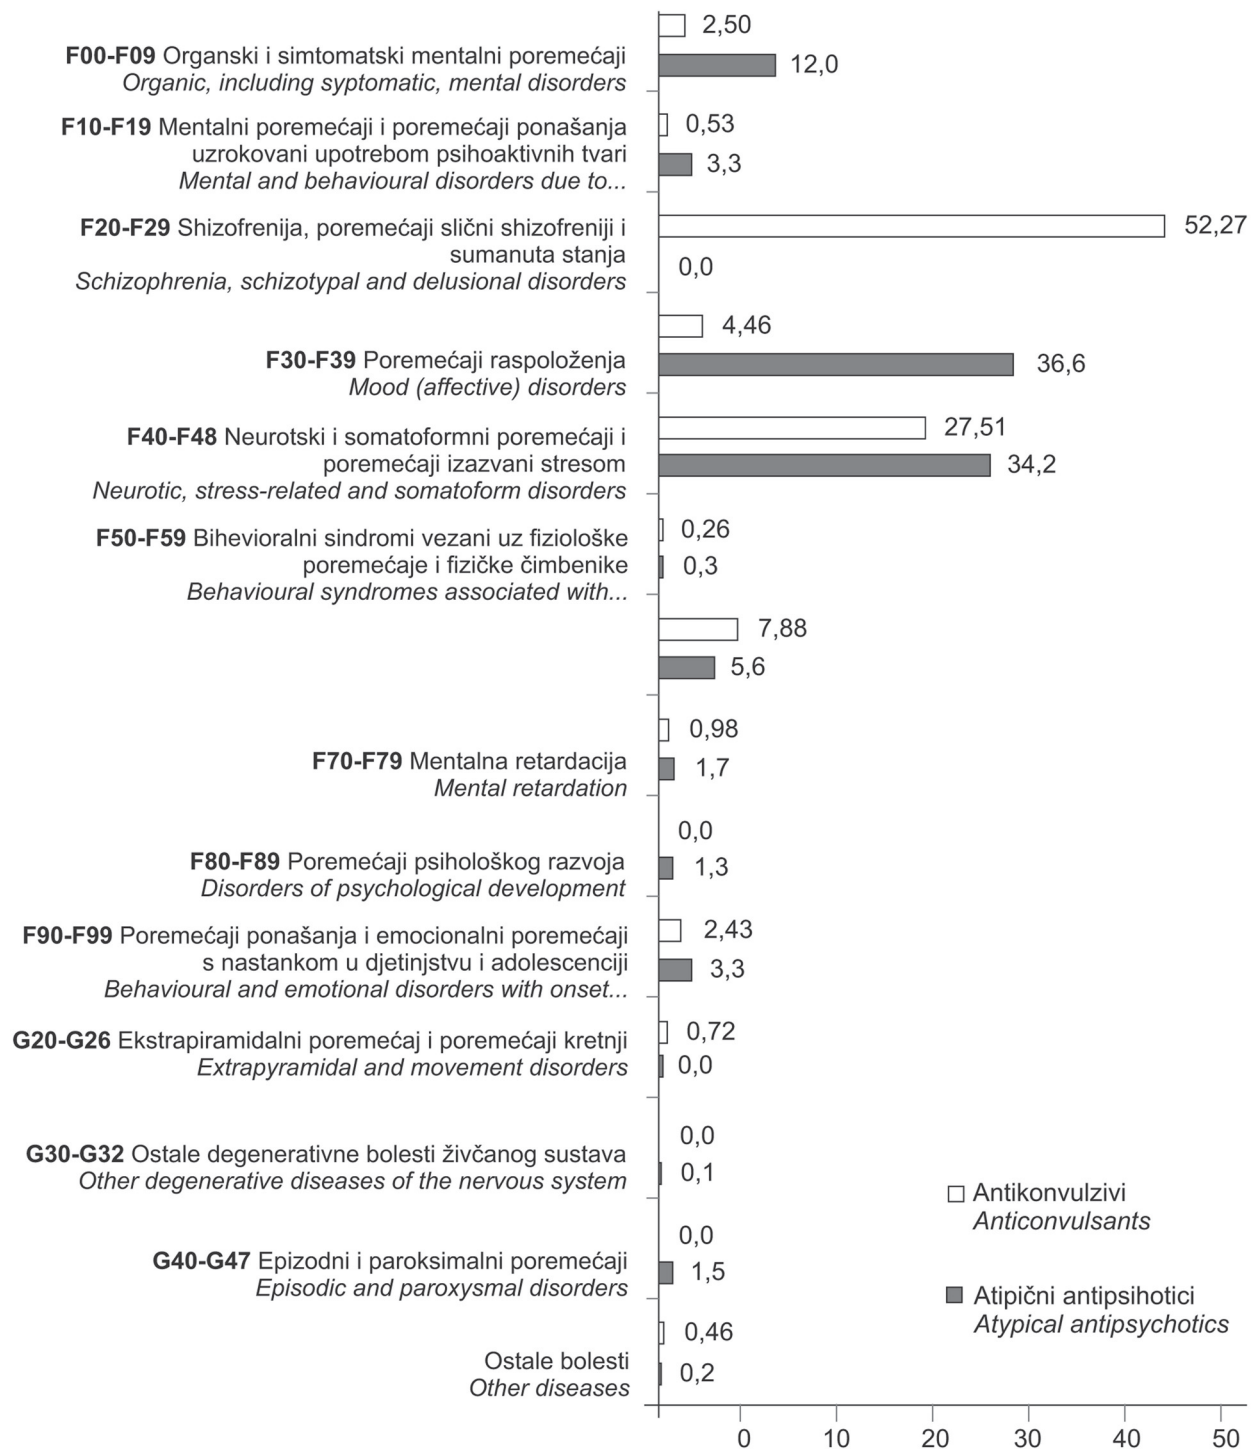 2,50
F00-F09 Organski i simtomatski mentalni poremećaji
12,0
Organic, including syptomatic, mental disorders
F10-F19 Mentalni poremećaji i poremećaji ponašanja
0,53
uzrokovani upotrebom psihoaktivnih tvari
3,3
Mental and behavioural disorders due to...
F20-F29 Shizofrenija, poremećaji slični shizofreniji i
52,27
sumanuta stanja
0,0
Schizophrenia, schizotypal and delusional disorders
4,46
F30-F39 Poremećaji raspoloženja
36,6
Mood (affective) disorders
27,51
F40-F48 Neurotski i somatoformni poremećaji i
poremećaji izazvani stresom
34,2
Neurotic, stress-related and somatoform disorders
0,26
F50-F59 Bihevioralni sindromi vezani uz fiziološke
poremećaje i fizičke čimbenike
0,3
Behavioural syndromes associated with...
7,88
5,6
0,98
F70-F79 Mentalna retardacija
1,7
Mental retardation
0,0
F80-F89 Poremećaji psihološkog razvoja
1,3
Disorders of psychological development
2,43
F90-F99 Poremećaji ponašanja i emocionalni poremećaji
s nastankom u djetinjstvu i adolescenciji
3,3
Behavioural and emotional disorders with onset...
0,72
G20-G26 Ekstrapiramidalni poremećaj i poremećaji kretnji
Extrapyramidal and movement disorders
0,0
0,0
G30-G32 Ostale degenerativne bolesti živčanog sustava
0,1
Other degenerative diseases of the nervous system
Antikonvulzivi
Anticonvulsants
0,0
G40-G47 Epizodni i paroksimalni poremećaji
1,5
Episodic and paroxysmal disorders
Atipični antipsihotici
Atypical antipsychotics
0,46
Ostale bolesti
0,2
Other diseases
0 10 20 30 40 50